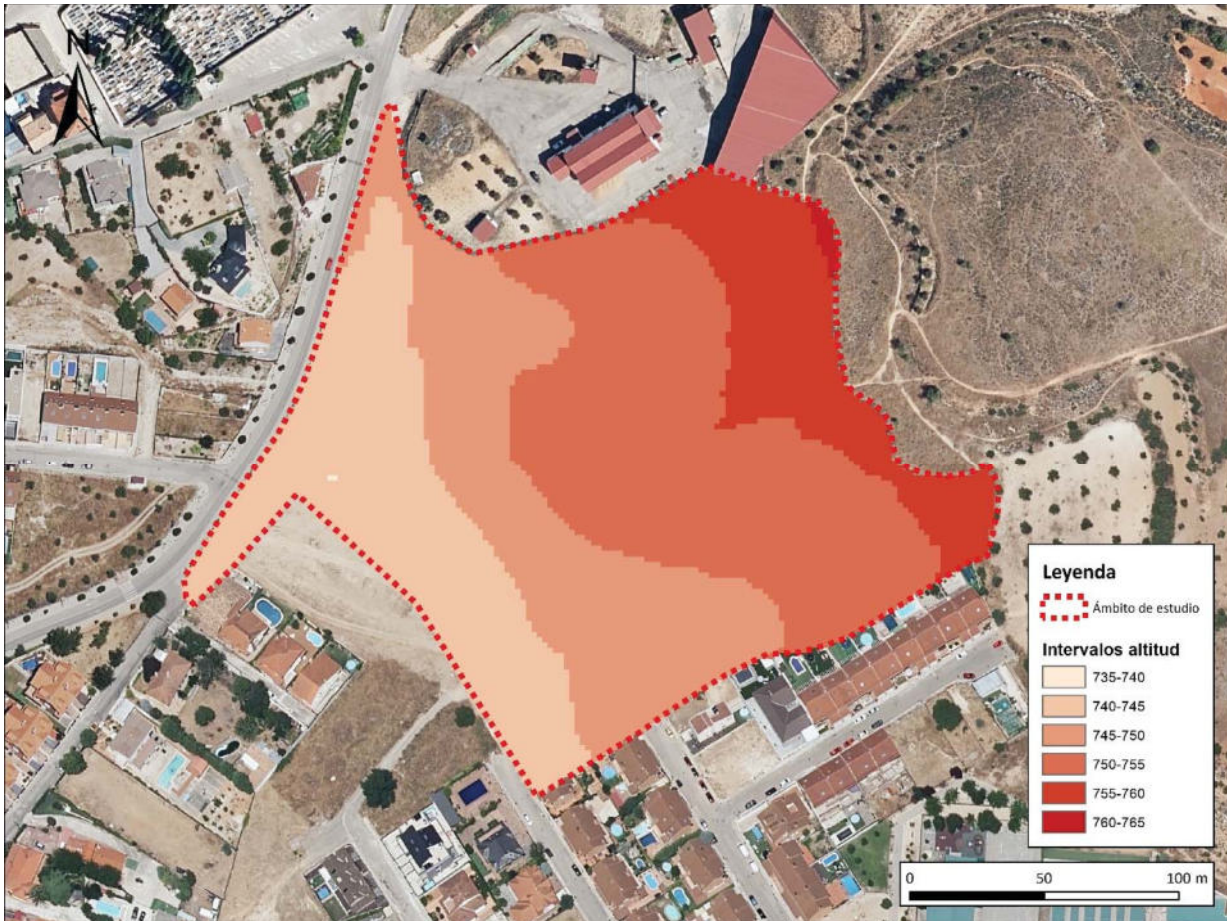 N
Leyenda
Ámbito de estudio
Intervalos altitud
735-740
740-745
745-750
750-755
755-760
760-765
0 50 100 m